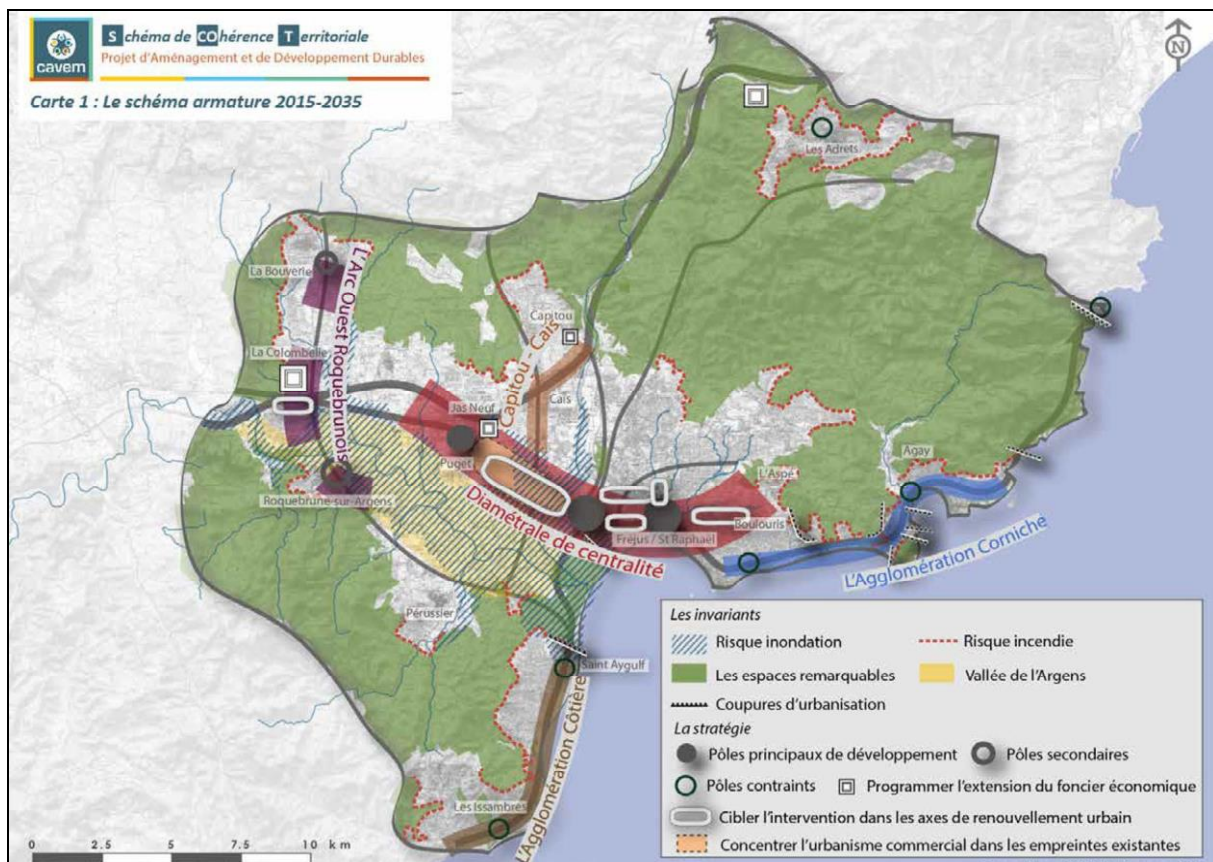 cavem
Schéma de COhérence Territoriale
Projet d'Aménagement et de Développement Durables
Carte 1 : Le schéma armature 2015-2035
N
Les Adrets
La Bouverie
L'Arc Ouest Roquebrunois
Capitou
La Colombelle
Capitou - Caïs
Caïs
Jas Neuf
Puget
Roquebrune-sur-Argens
Diamétrale de centralité
L'Aspé
Agay
Fréjus / St Raphaël
Boulouris
L'Agglomération Corniche
Pérussier
Saint Aygulf
L'Agglomération Côtière
Les Issambres
0 2.5 5 7.5 10 km
Les invariants
Risque inondation
Risque incendie
Les espaces remarquables
Vallée de l'Argens
Coupures d'urbanisation
La stratégie
Pôles principaux de développement
Pôles secondaires
Pôles contraints
Programmer l'extension du foncier économique
Cibler l'intervention dans les axes de renouvellement urbain
Concentrer l'urbanisme commercial dans les empreintes existantes